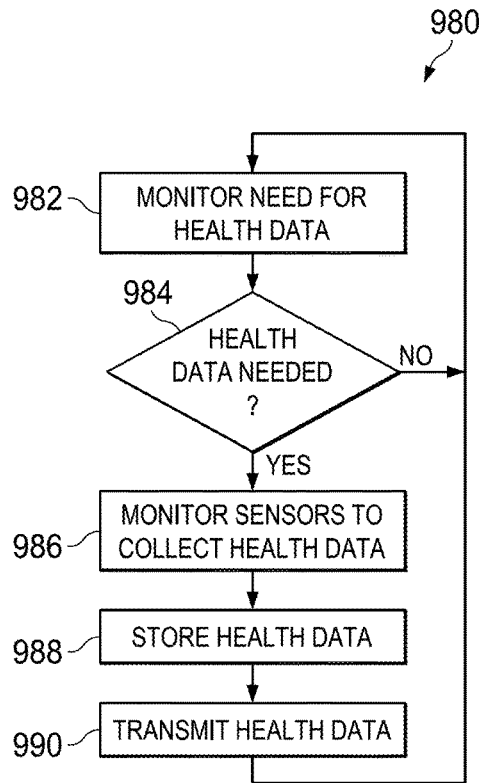 980
982
MONITOR NEED FOR
HEALTH DATA
984
HEALTH
DATA NEEDED
?
NO
YES
986
MONITOR SENSORS TO
COLLECT HEALTH DATA
988
STORE HEALTH DATA
990
TRANSMIT HEALTH DATA